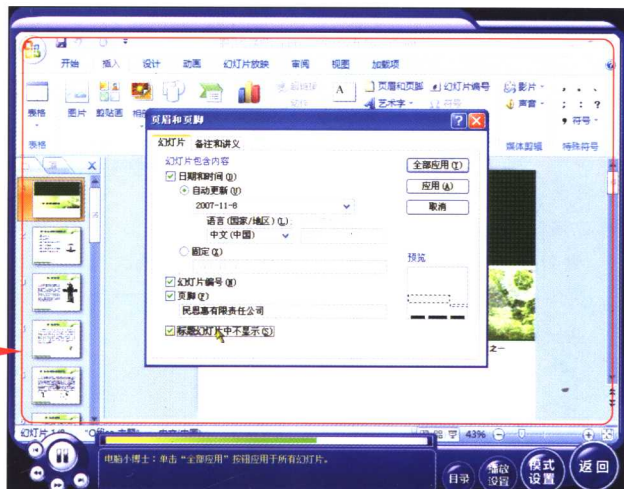 开始 插入 设计 动画 幻灯片放映 审阅 视图 加载项
表格 图片 剪贴画 A 页眉和页脚 艺术字 幻灯片编号 符号 影片 声音 符号
表格 媒体剪辑 特殊符号
页眉和页脚
幻灯片 备注和讲义
幻灯片包含内容
日期和时间(D)
自动更新(U)
2007-11-6
语言(国家/地区)(L)
中文(中国)
固定(X)
幻灯片编号(N)
页脚(F)
民思惠有限责任公司
标题幻灯片中不显示(S)
全部应用(Y)
应用(A)
取消
预览
之一
43%
电脑小博士：单击“全部应用”按钮应用于所有幻灯片。
目录 播放设置 模式设置 返回